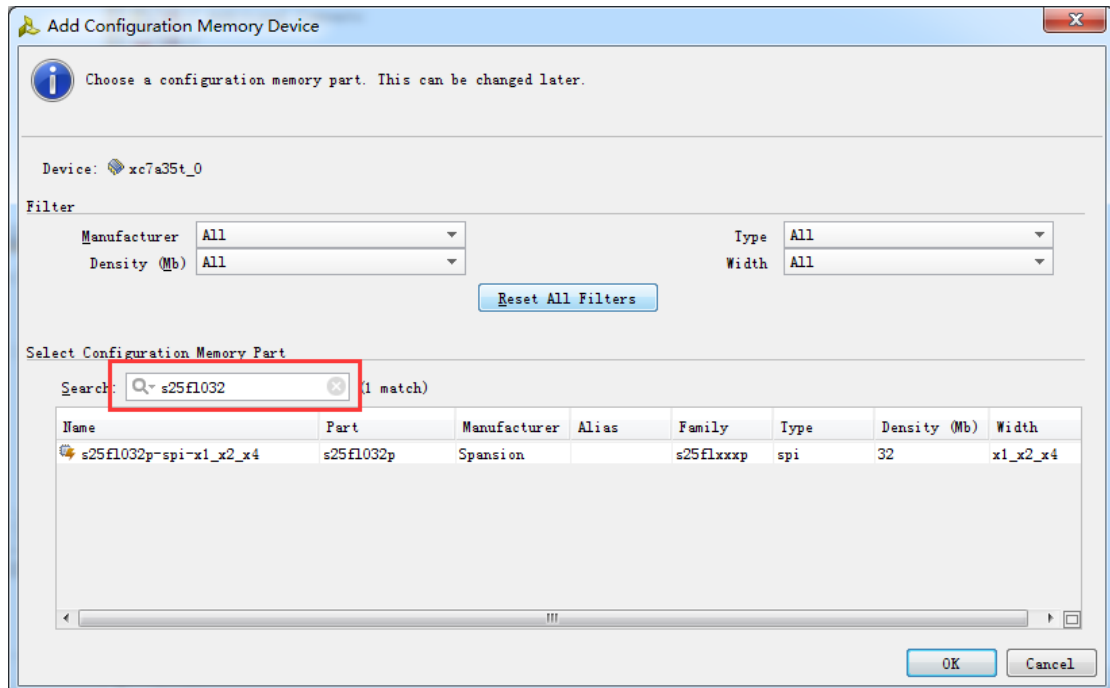 Add Configuration Memory Device
Choose a configuration memory part. This can be changed later.
Device: xc7a35t_0
Filter
Manufacturer All Type All
Density (Mb) All Width All
Reset All Filters
Select Configuration Memory Part
Search: s25fl032 (1 match)
Name Part Manufacturer Alias Family Type Density (Mb) Width
s25fl032p-spi-x1_x2_x4 s25fl032p Spansion s25flxxxp spi 32 x1_x2_x4
OK Cancel